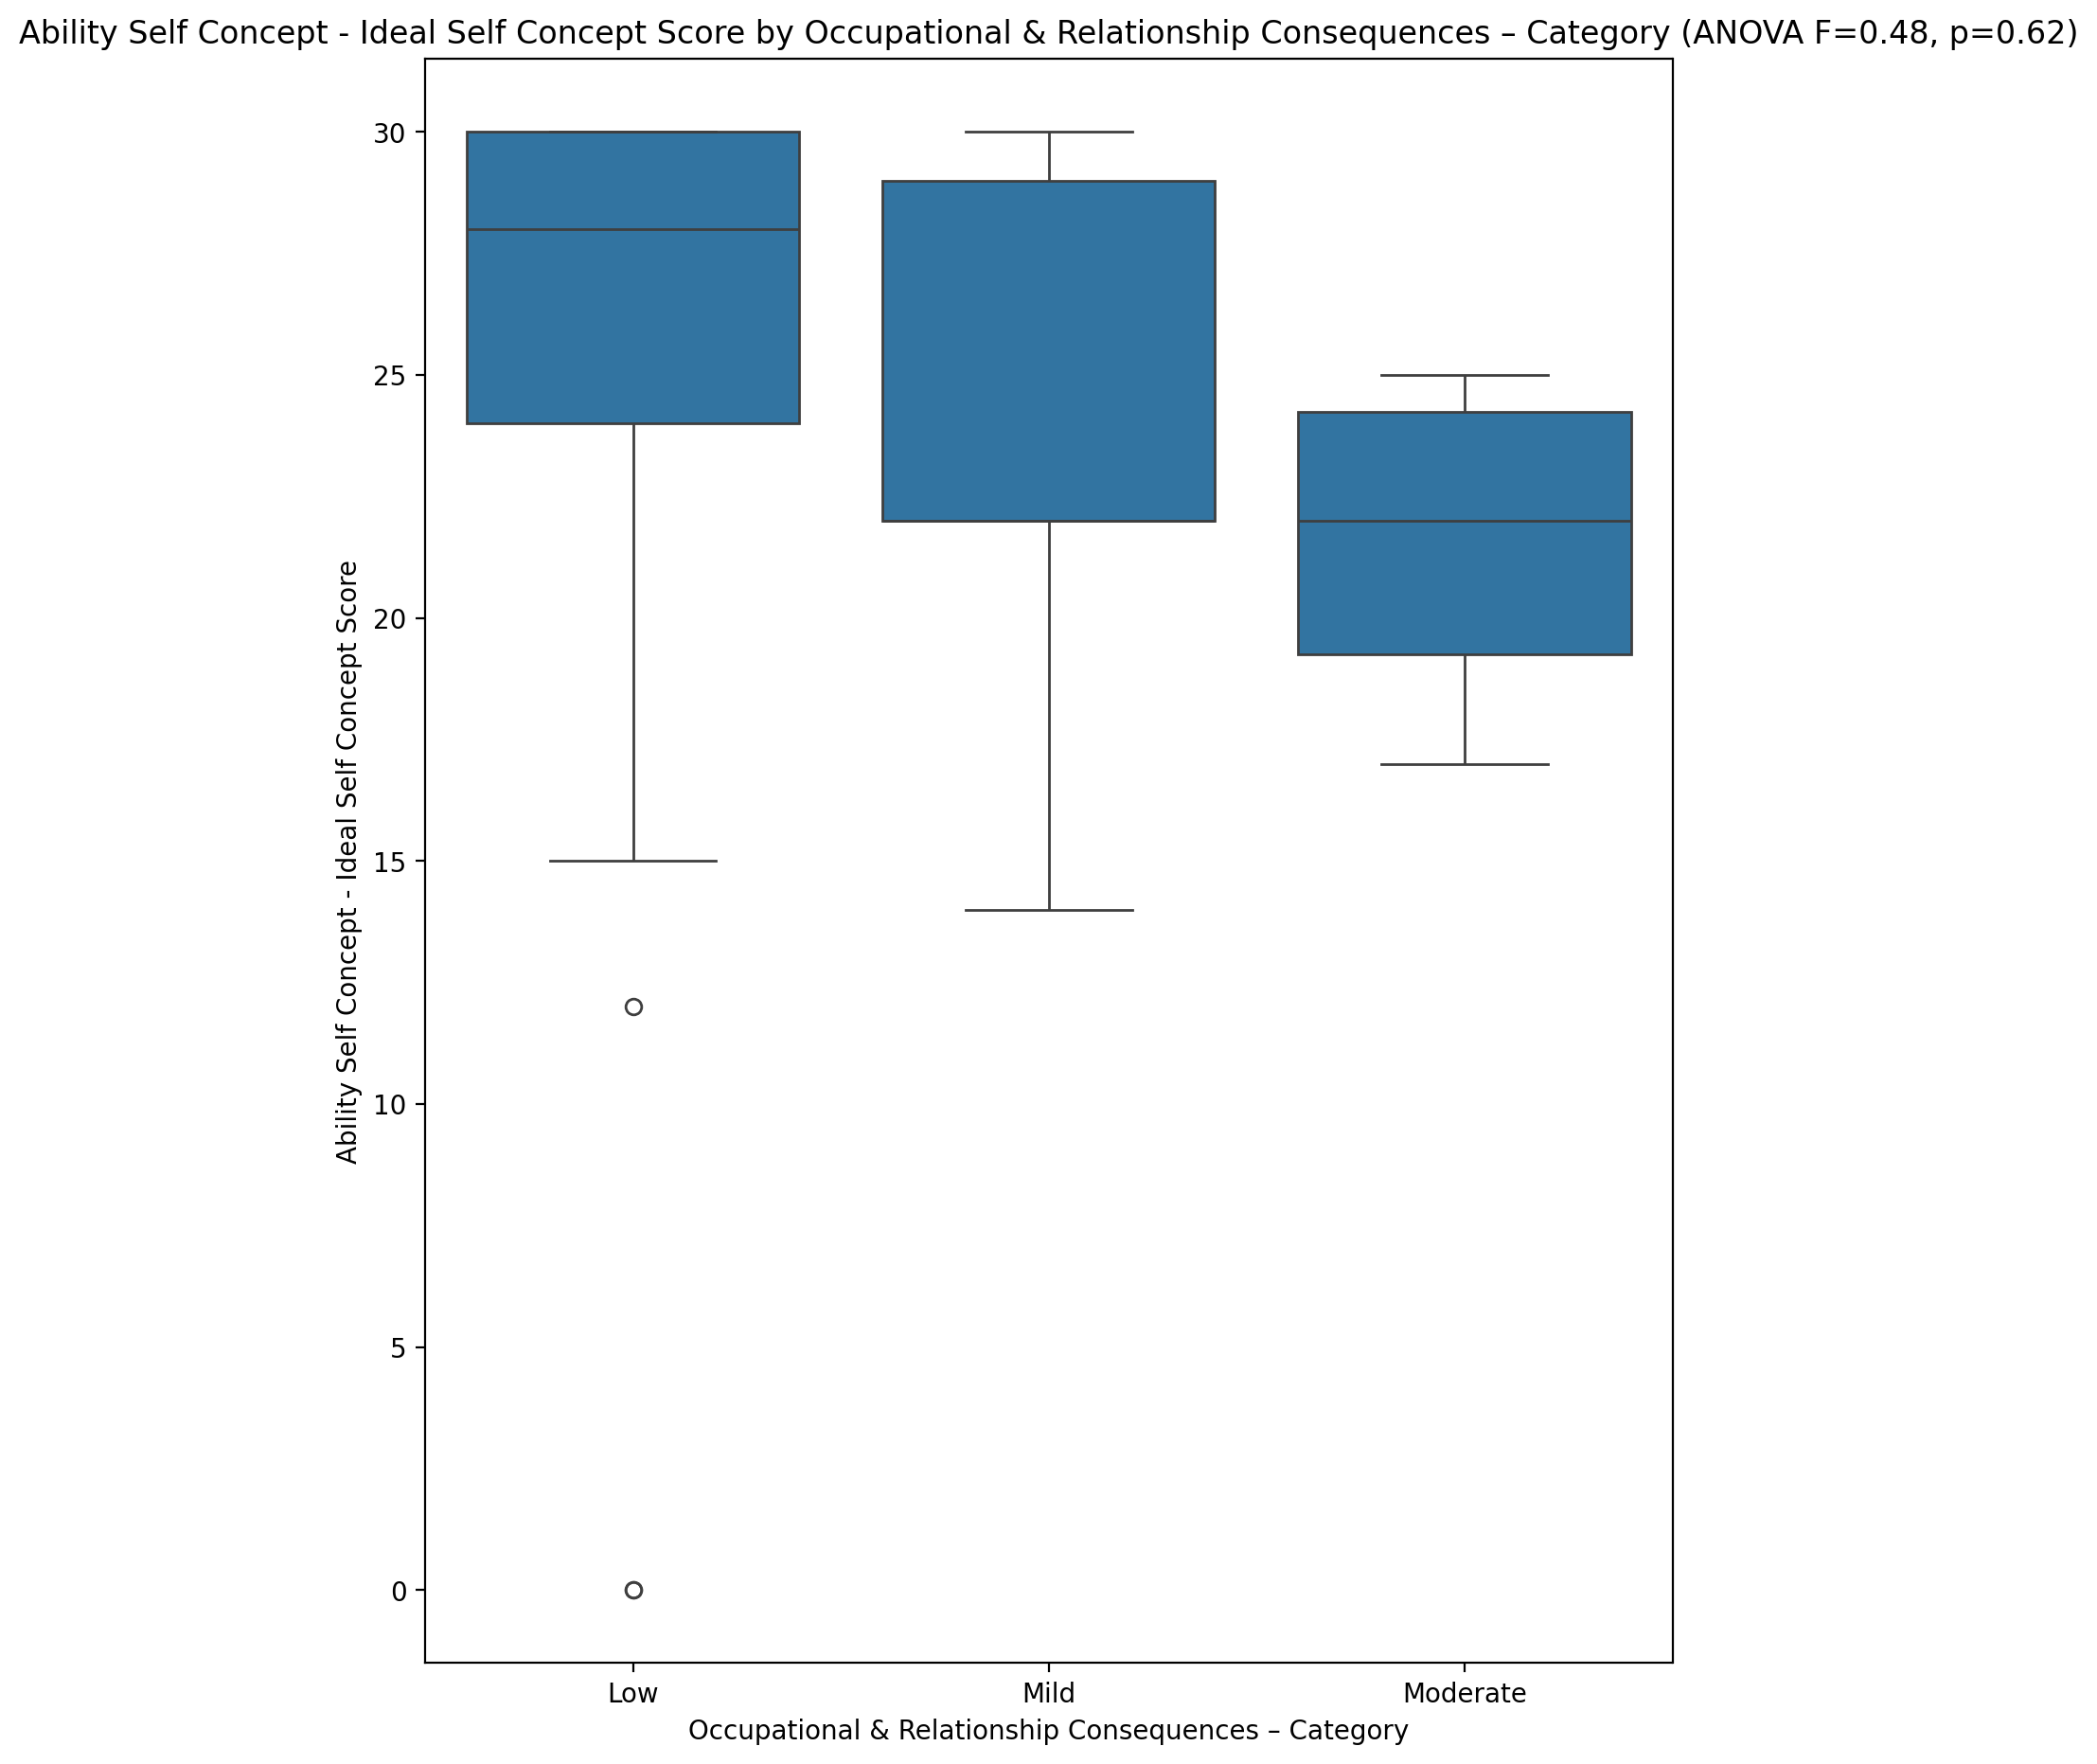 Ability Self Concept - Ideal Self Concept Score by Occupational & Relationship Consequences – Category (ANOVA F=0.48, p=0.62)
Ability Self Concept - Ideal Self Concept Score
30
25
20
15
10
5
0
Low
Mild
Moderate
Occupational & Relationship Consequences – Category